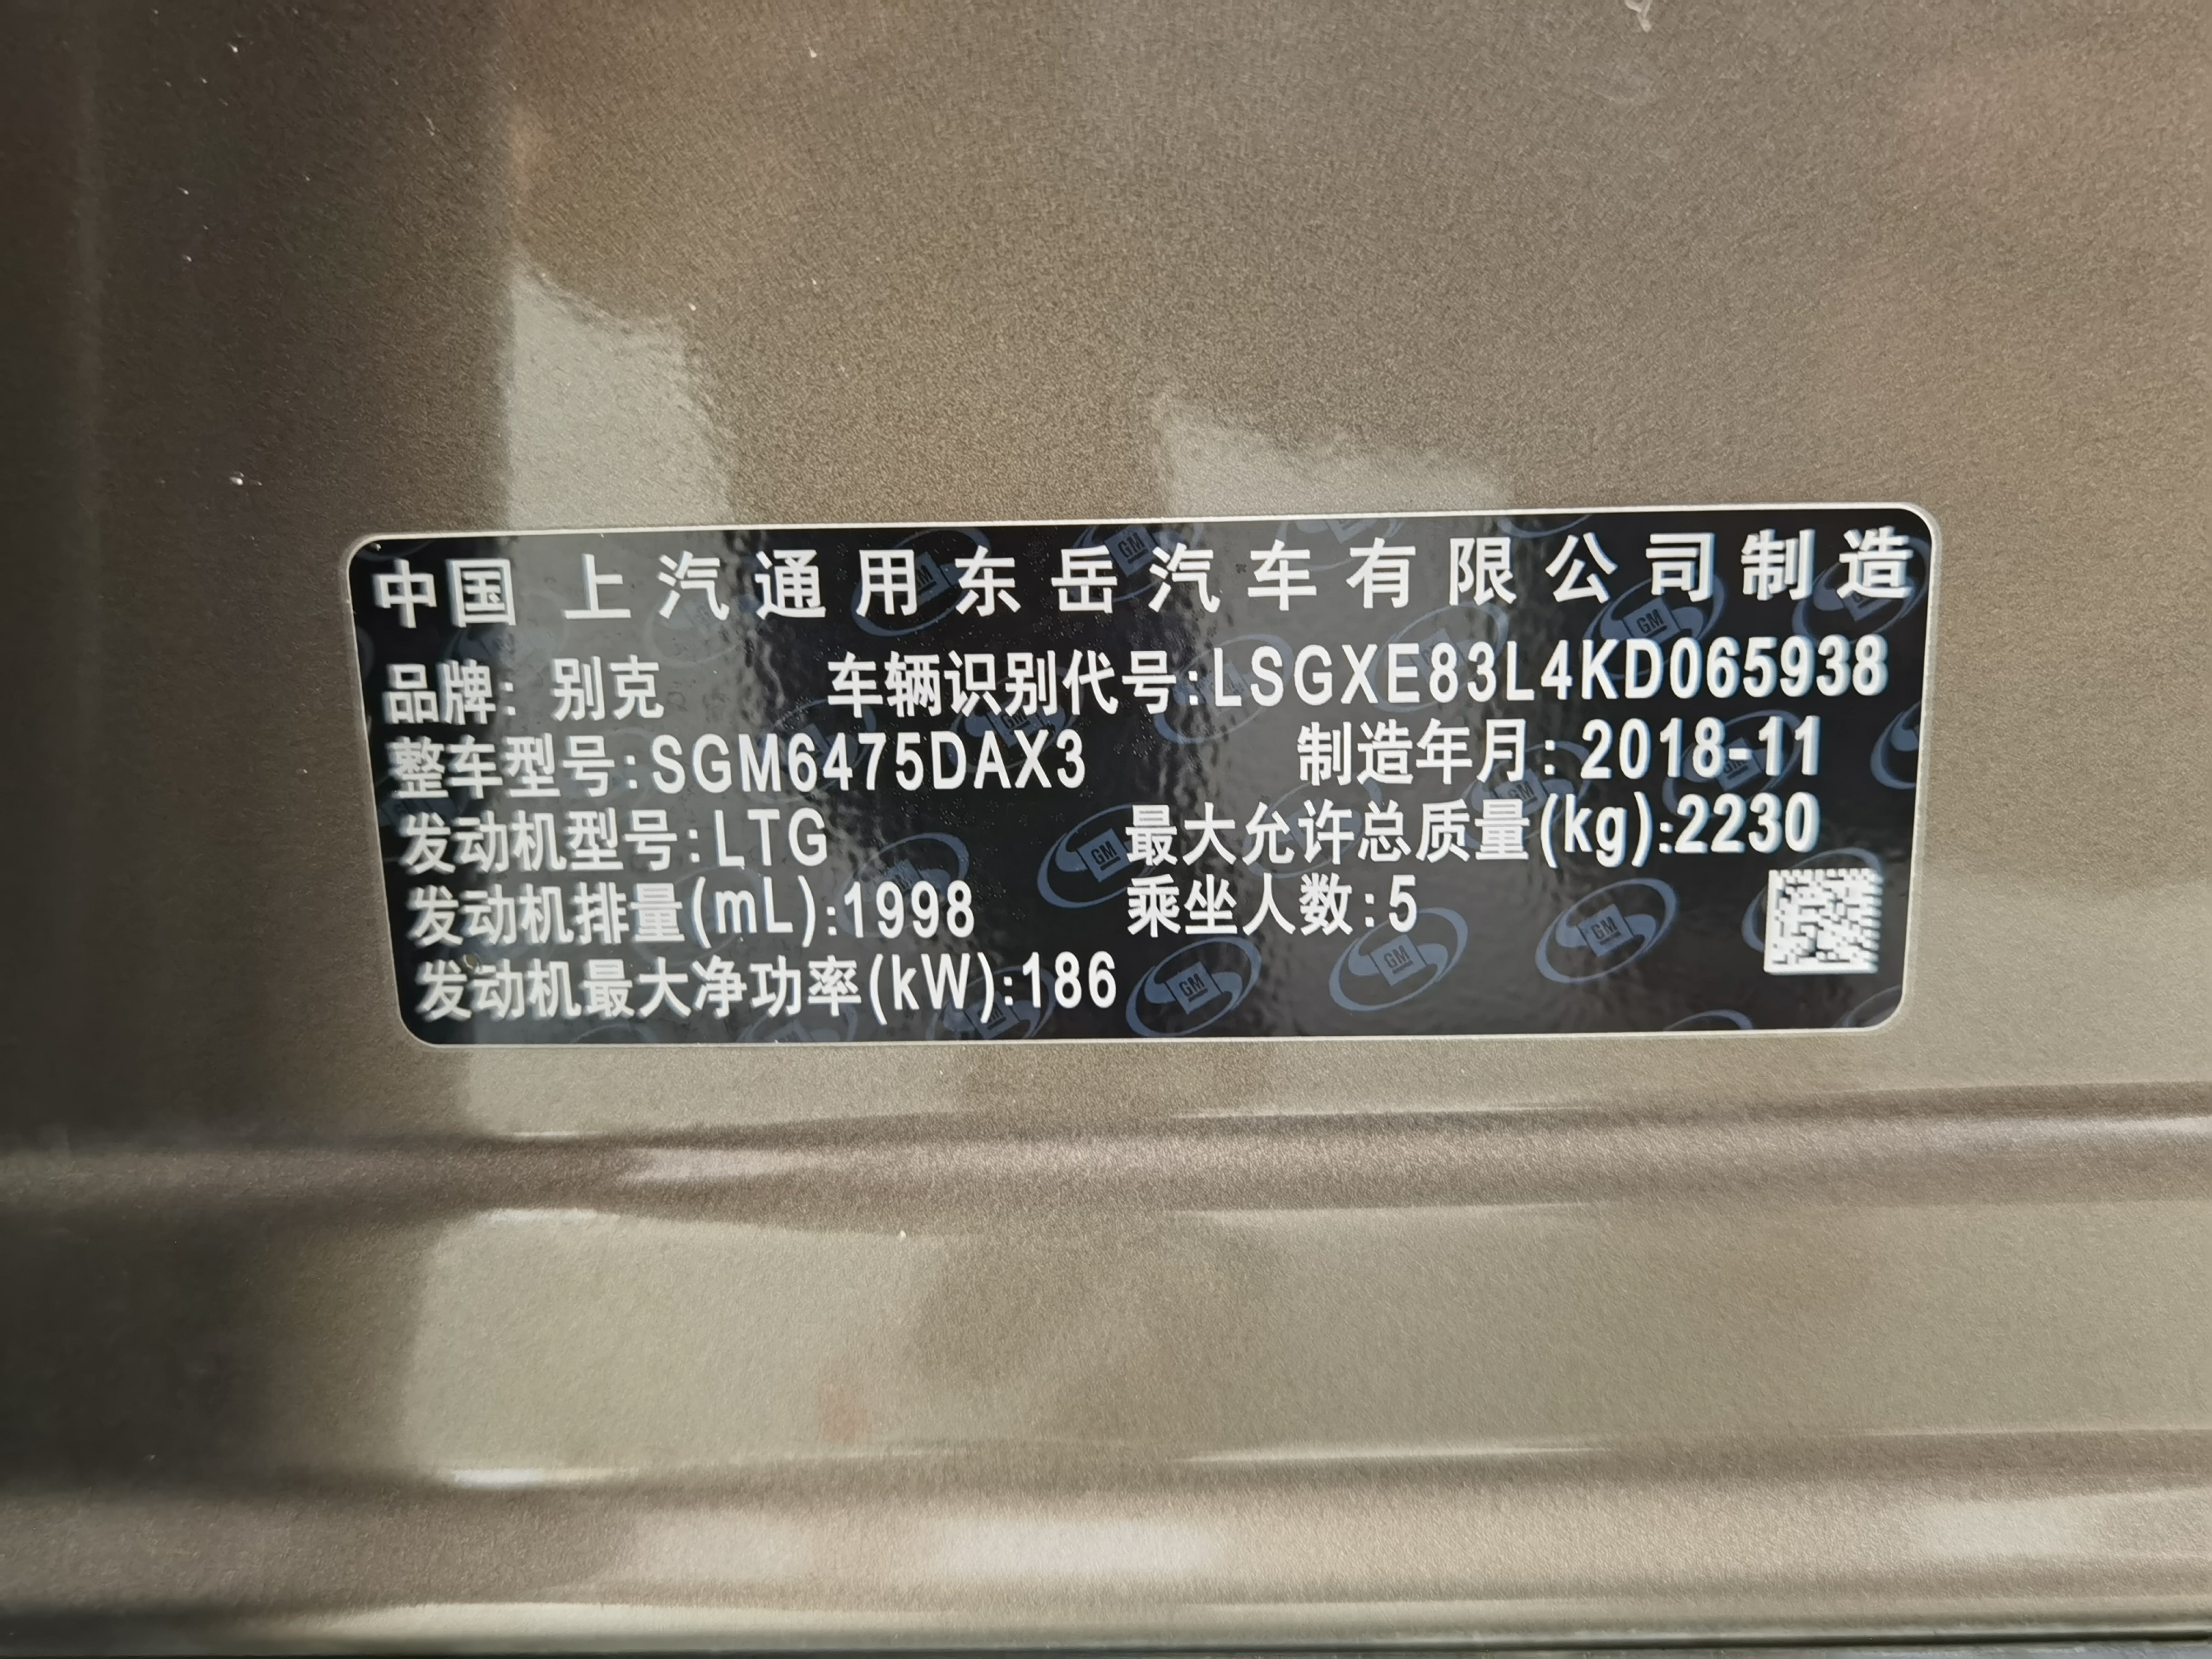 中国 上汽通用东岳汽车有限公司制造
品牌: 别克 车辆识别代号:LSGXE83L4KD065938
整车型号:SGM6475DAX3 制造年月: 2018-11
发动机型号:LTG 最大允许总质量(kg):2230
发动机排量(mL):1998 乘坐人数:5
发动机最大净功率(kW):186